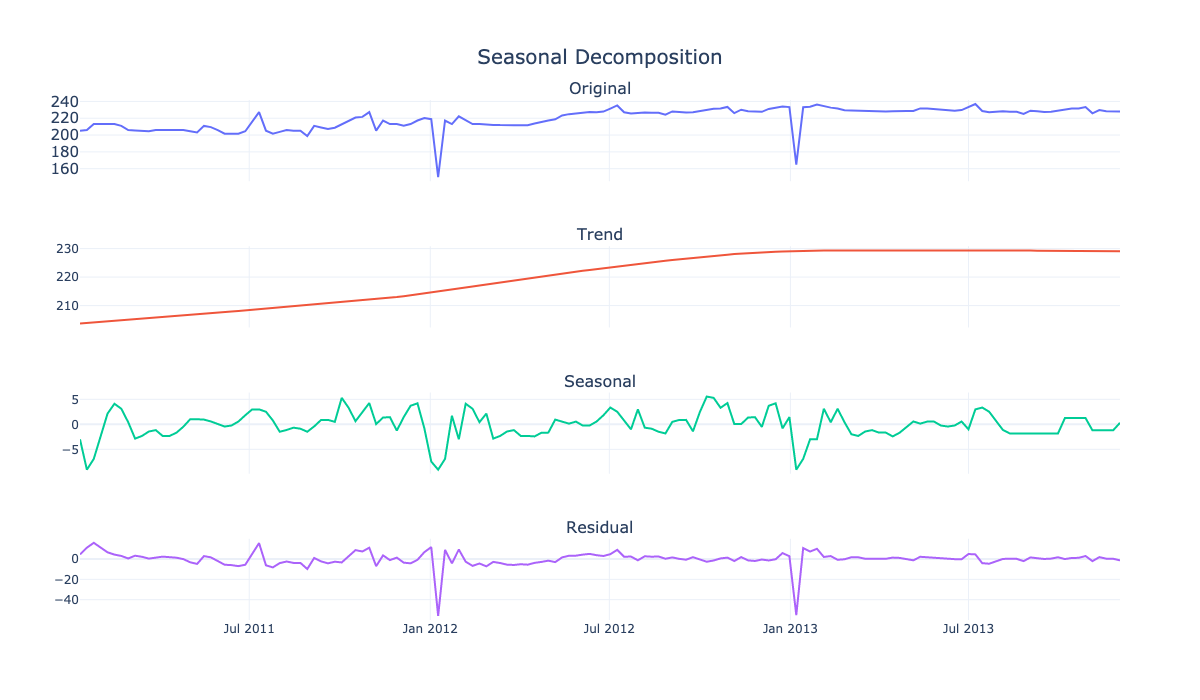 Seasonal Decomposition
Original
240
220
200
180
160
Trend
230
220
210
Seasonal
5
0
−5
Residual
0
−20
−40
Jul 2011 Jan 2012 Jul 2012 Jan 2013 Jul 2013